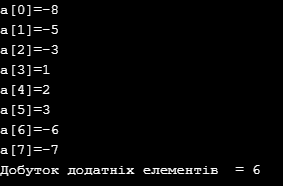 a[0]=-8
a[1]=-5
a[2]=-3
a[3]=1
a[4]=2
a[5]=3
a[6]=-6
a[7]=-7
Добуток додатніх елементів  = 6